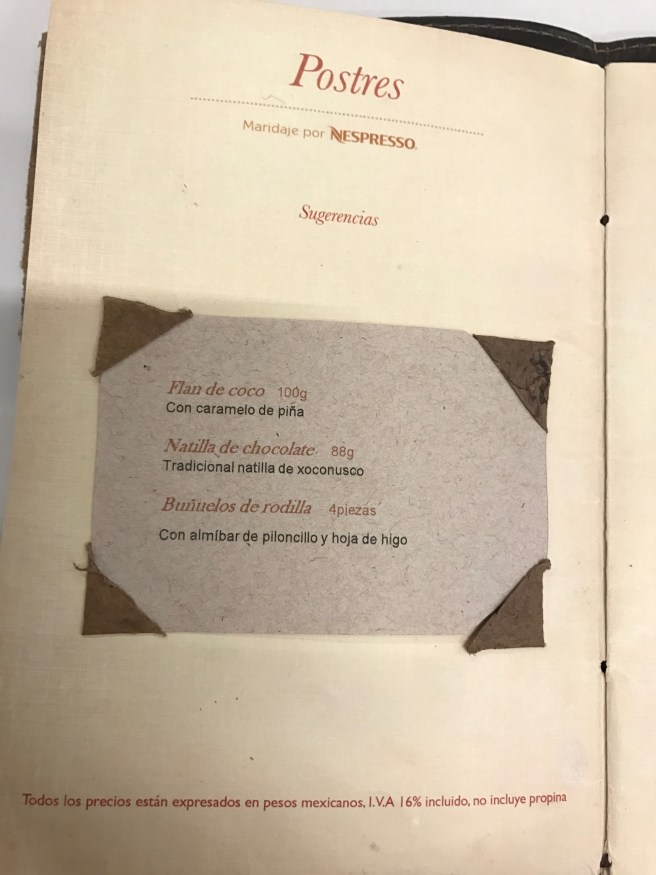 Postres
Maridaje por NESPRESSO.
Sugerencias
Flan de coco 100g
Con caramelo de piña
Natilla de chocolate 88g
Tradicional natilla de xoconusco
Buñuelos de rodilla 4piezas
Con almíbar de piloncillo y hoja de higo
Todos los precios están expresados en pesos mexicanos, I.V.A 16% incluido, no incluye propina